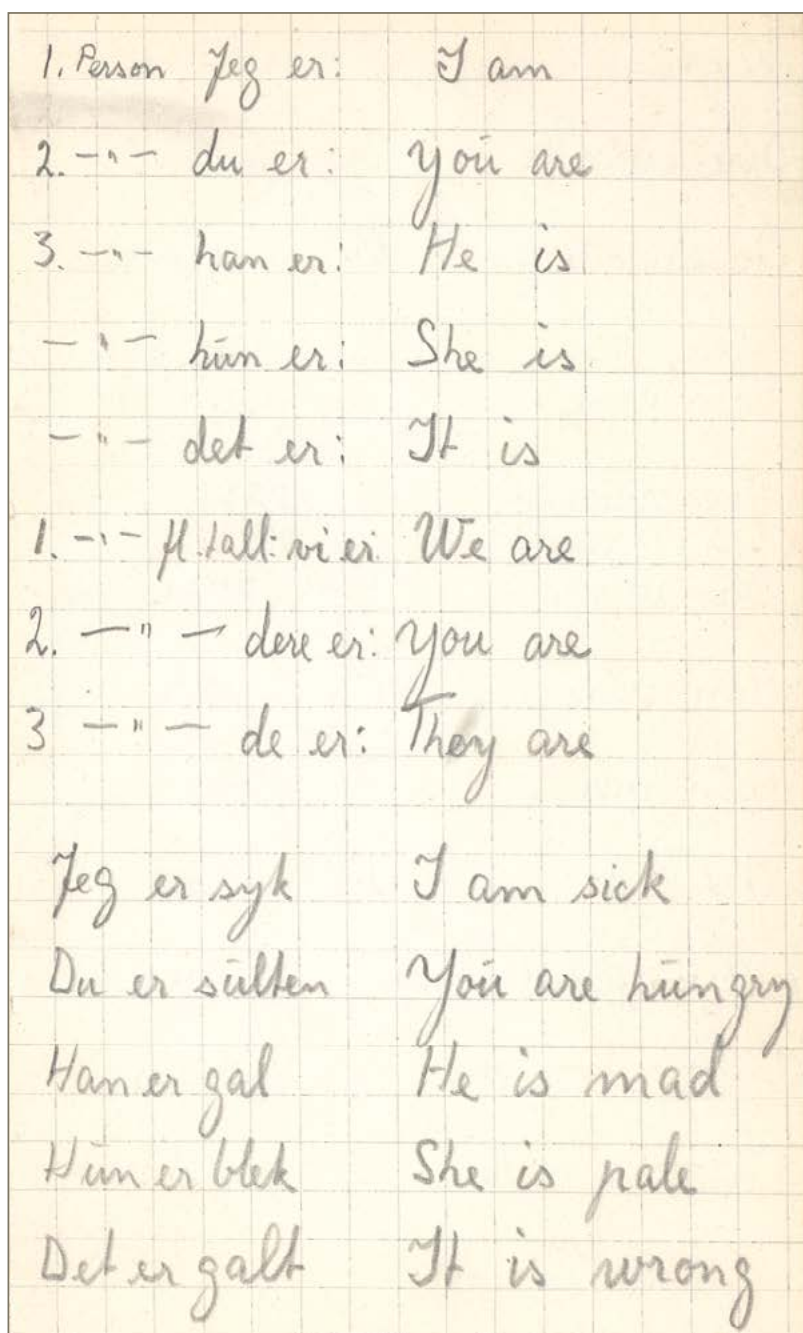 1. Person Jeg er: I am
2. -"- du er: You are
3. -"- han er: He is
-"- hun er: She is
-"- det er: It is
1. -"- fl.tall: vi er: We are
2. -"- dere er: You are
3 -"- de er: They are
Jeg er syk I am sick
Du er sulten You are hungry
Han er gal He is mad
Hun er blek She is pale
Det er galt It is wrong